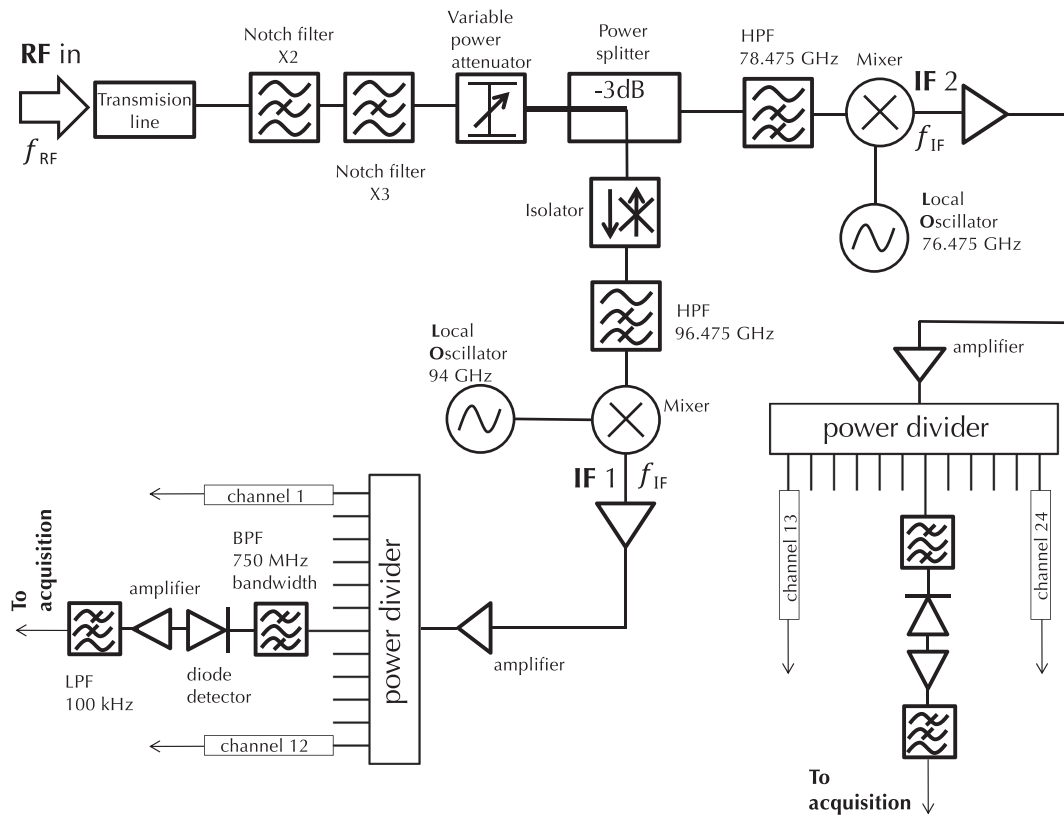 RF in
f RF
Transmision
line
Notch filter
X2
Notch filter
X3
Variable
power
attenuator
Power
splitter
-3dB
HPF
78.475 GHz
Mixer
IF 2
f IF
Local
Oscillator
76.475 GHz
Isolator
HPF
96.475 GHz
Local
Oscillator
94 GHz
Mixer
IF 1
f IF
amplifier
power divider
channel 13
channel 24
To
acquisition
channel 1
BPF
750 MHz
bandwidth
power divider
amplifier
amplifier
diode
detector
LPF
100 kHz
To
acquisition
channel 12